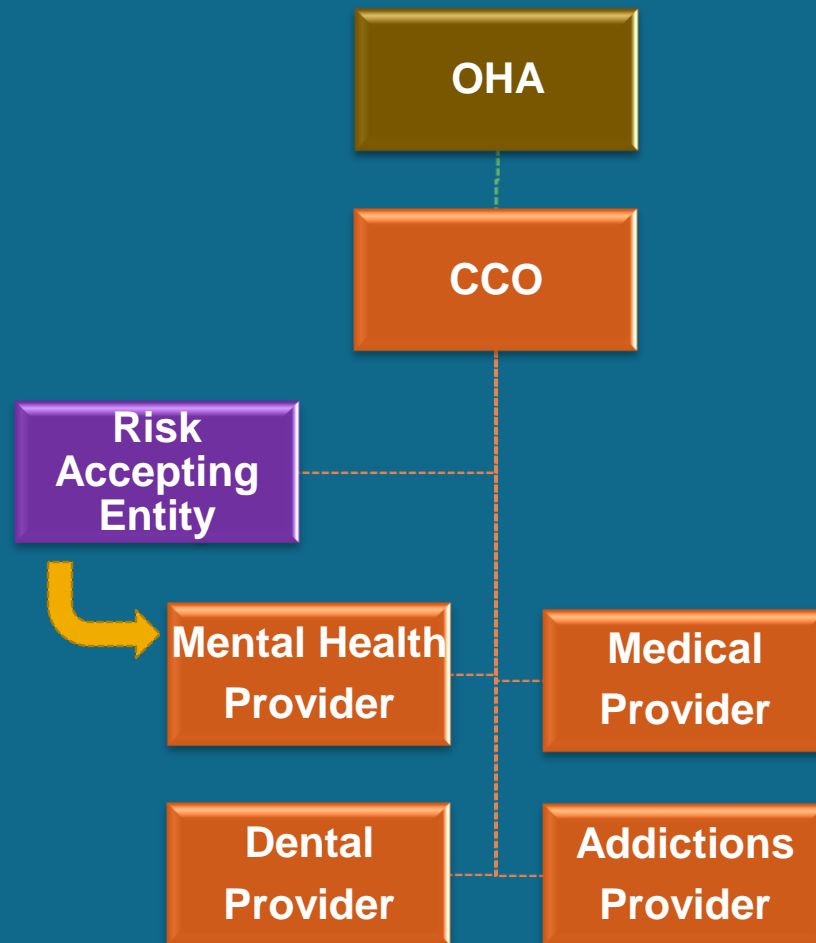 OHA
CCO
Risk
Accepting
Entity
Mental Health
Provider
Medical
Provider
Dental
Provider
Addictions
Provider